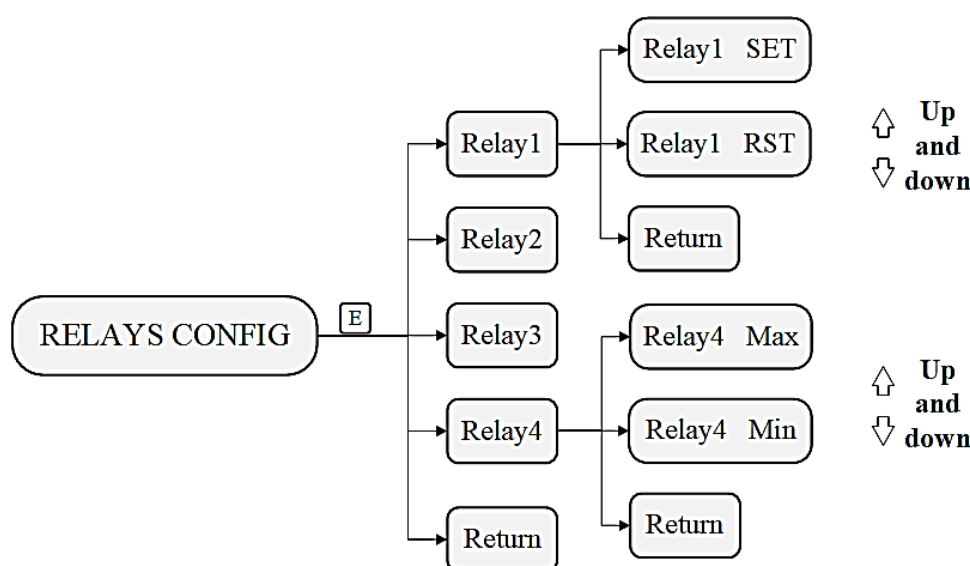 Relay1 SET
Up
and
down
Relay1
Relay1 RST
Relay2
Return
RELAYS CONFIG
E
Relay3
Relay4 Max
Up
and
down
Relay4
Relay4 Min
Return
Return